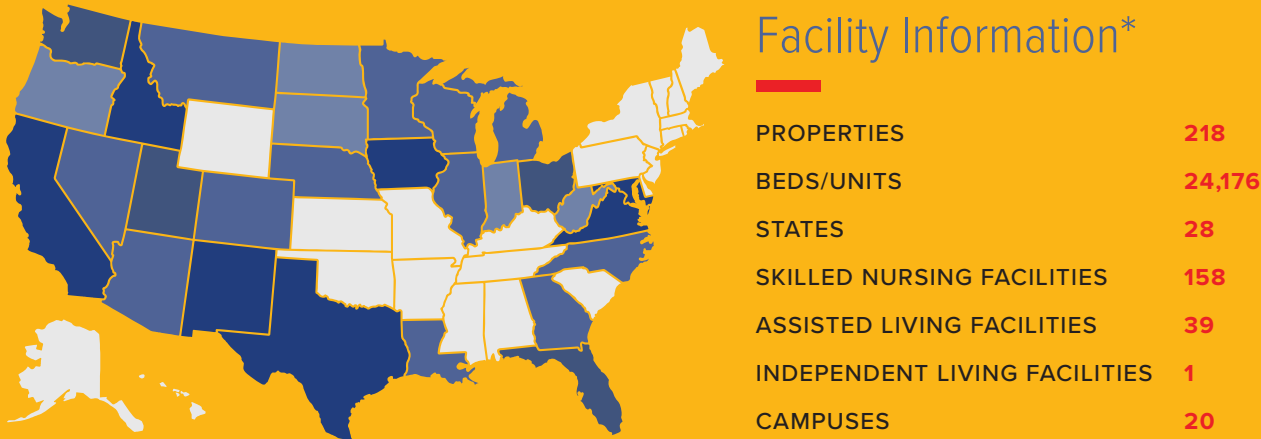 Facility Information*
PROPERTIES 218
BEDS/UNITS 24,176
STATES 28
SKILLED NURSING FACILITIES 158
ASSISTED LIVING FACILITIES 39
INDEPENDENT LIVING FACILITIES 1
CAMPUSES 20